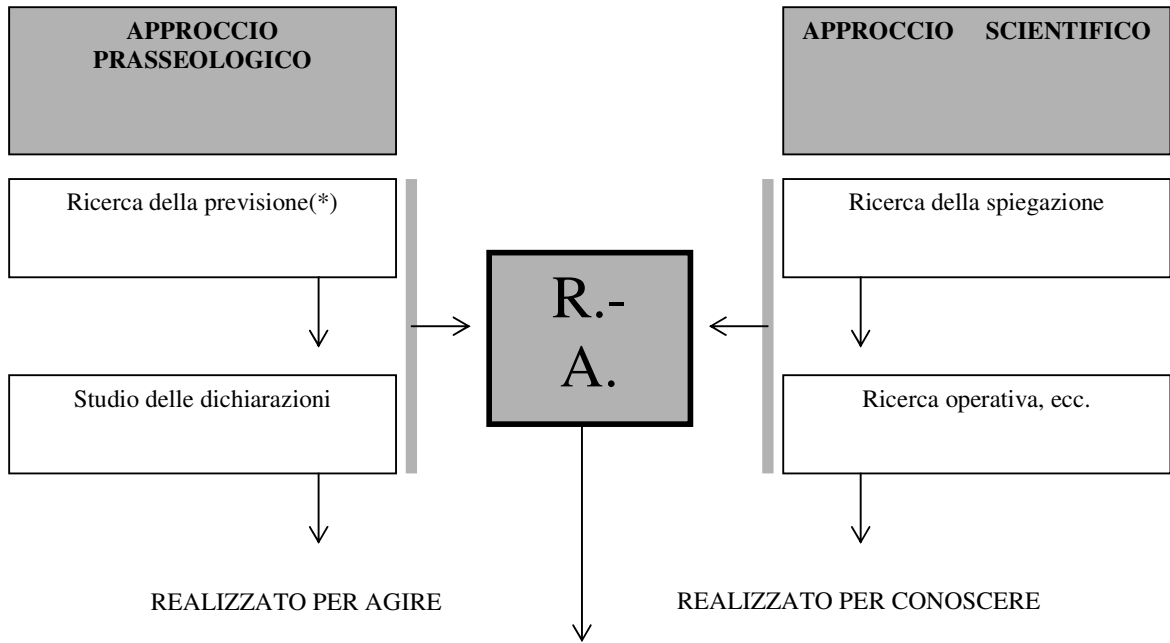 APPROCCIO
PRASSEOLOGICO
APPROCCIO SCIENTIFICO
Ricerca della previsione(*)
Ricerca della spiegazione
R.-
A.
Studio delle dichiarazioni
Ricerca operativa, ecc.
REALIZZATO PER AGIRE
REALIZZATO PER CONOSCERE